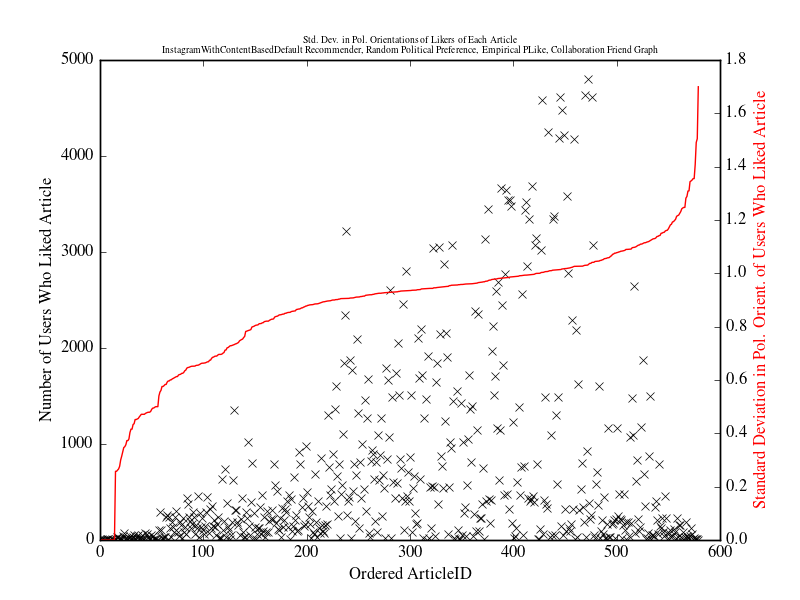 Std. Dev. in Pol. Orientations of Likers of Each Article
InstagramWithContentBasedDefault Recommender, Random Political Preference, Empirical PLike, Collaboration Friend Graph
5000
4000
3000
2000
1000
0
Number of Users Who Liked Article
1.8
1.6
1.4
1.2
1.0
0.8
0.6
0.4
0.2
0.0
Standard Deviation in Pol. Orient. of Users Who Liked Article
0 100 200 300 400 500 600
Ordered ArticleID